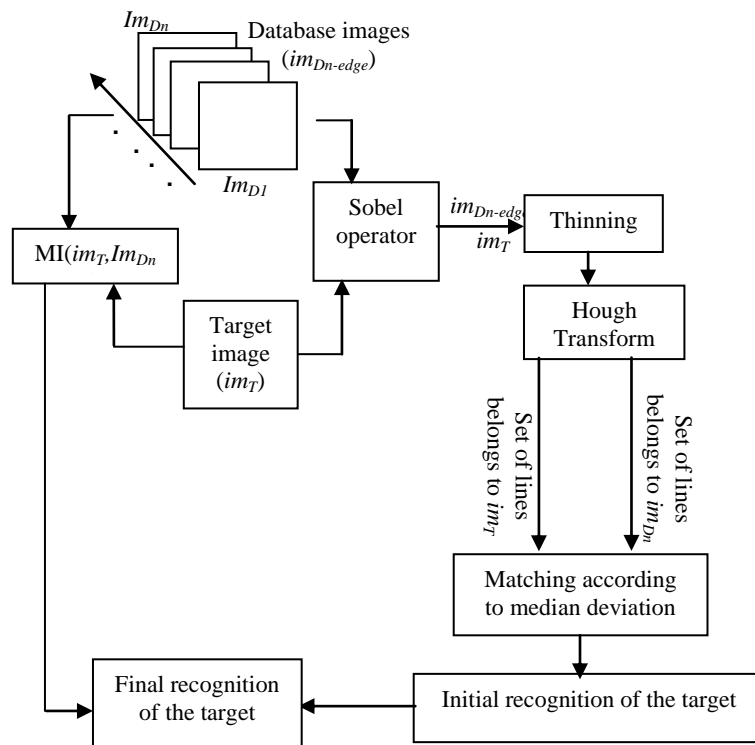 Im_Dn
Database images
(im_Dn-edge)
Im_D1
Sobel
operator
im_Dn-edge
im_T
Thinning
MI(im_T,Im_Dn
Target
image
(im_T)
Hough
Transform
Set of lines
belongs to im_T
Set of lines
belongs to im_Dn
Matching according
to median deviation
Final recognition
of the target
Initial recognition of the target